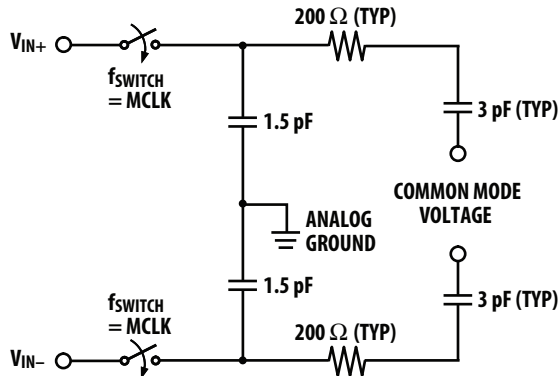 200 Ω (TYP)
VIN+
fSWITCH
= MCLK
1.5 pF
3 pF (TYP)
COMMON MODE
VOLTAGE
ANALOG
GROUND
fSWITCH
= MCLK
1.5 pF
3 pF (TYP)
200 Ω (TYP)
VIN–